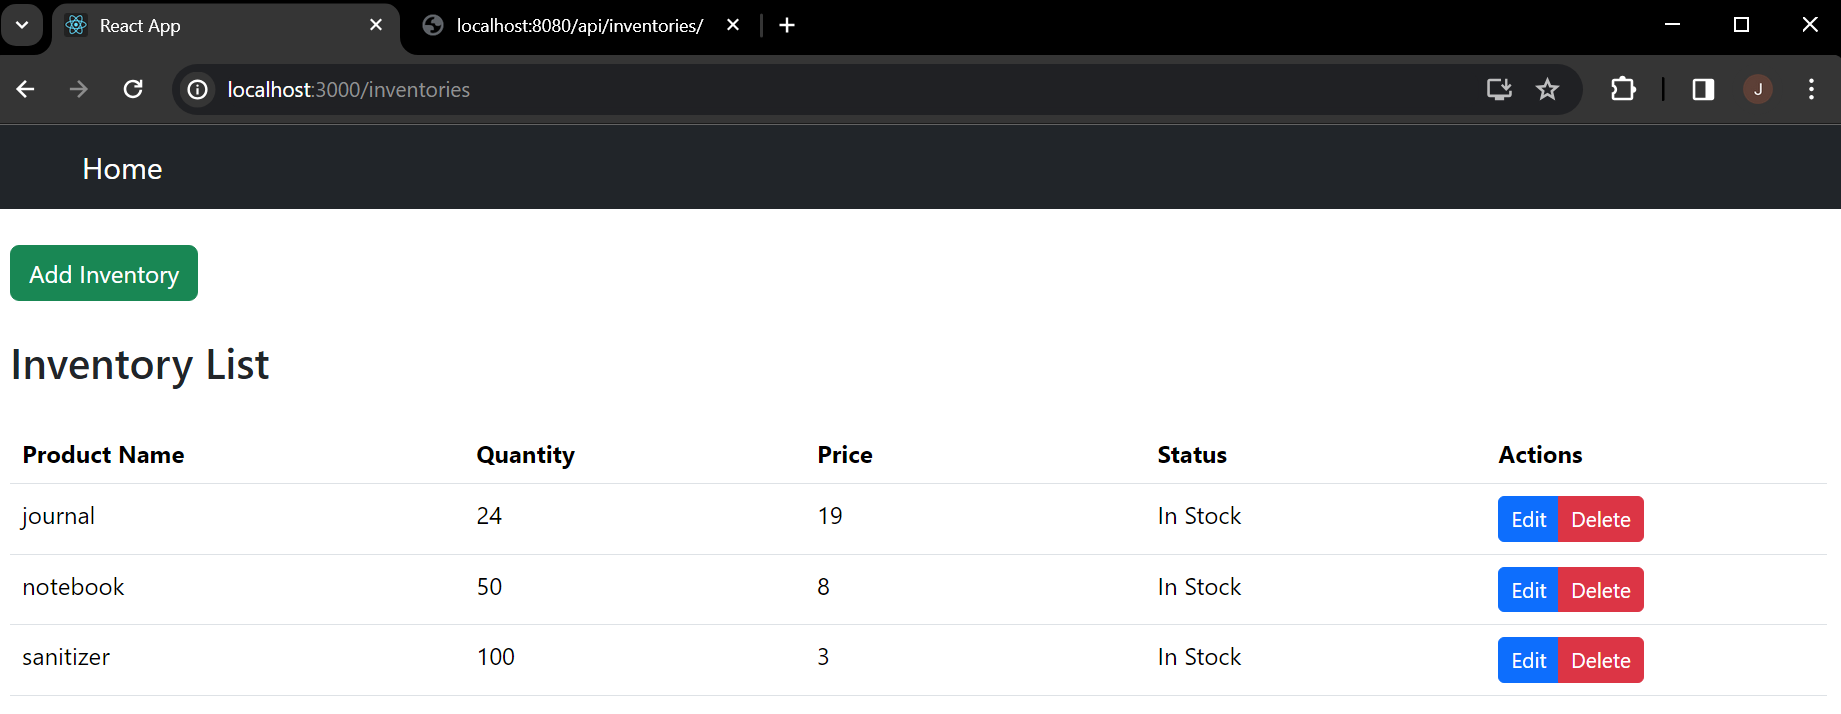 React App localhost:8080/api/inventories/
localhost:3000/inventories J
Home
Add Inventory
Inventory List
Product Name Quantity Price Status Actions
journal 24 19 In Stock Edit Delete
notebook 50 8 In Stock Edit Delete
sanitizer 100 3 In Stock Edit Delete